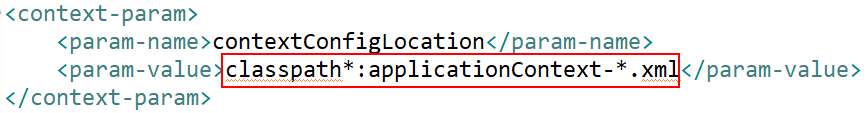 <context-param>
<param-name>contextConfigLocation</param-name>
<param-value>classpath*:applicationContext-*.xml</param-value>
</context-param>